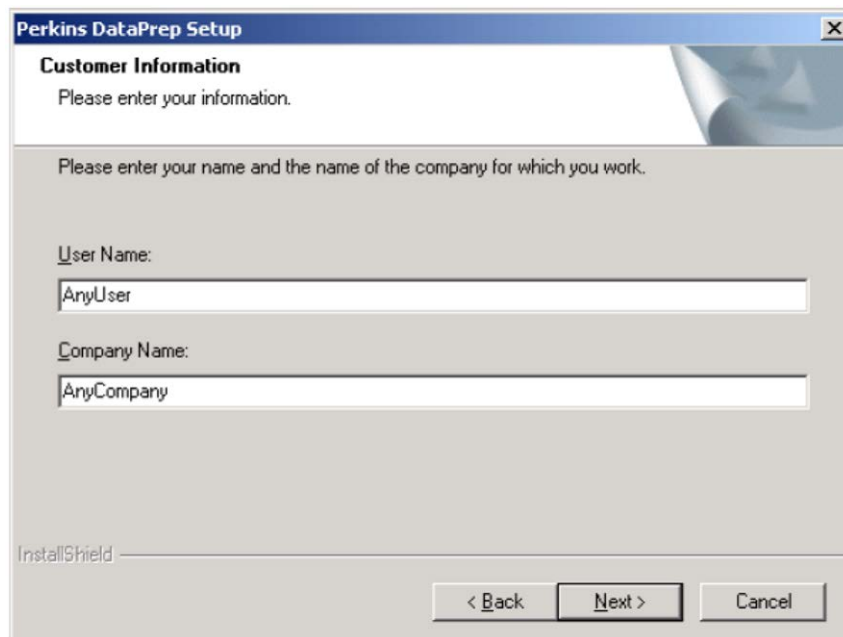 Perkins DataPrep Setup
Customer Information
Please enter your information.
Please enter your name and the name of the company for which you work.
User Name:
AnyUser
Company Name:
AnyCompany
InstallShield
< Back Next > Cancel